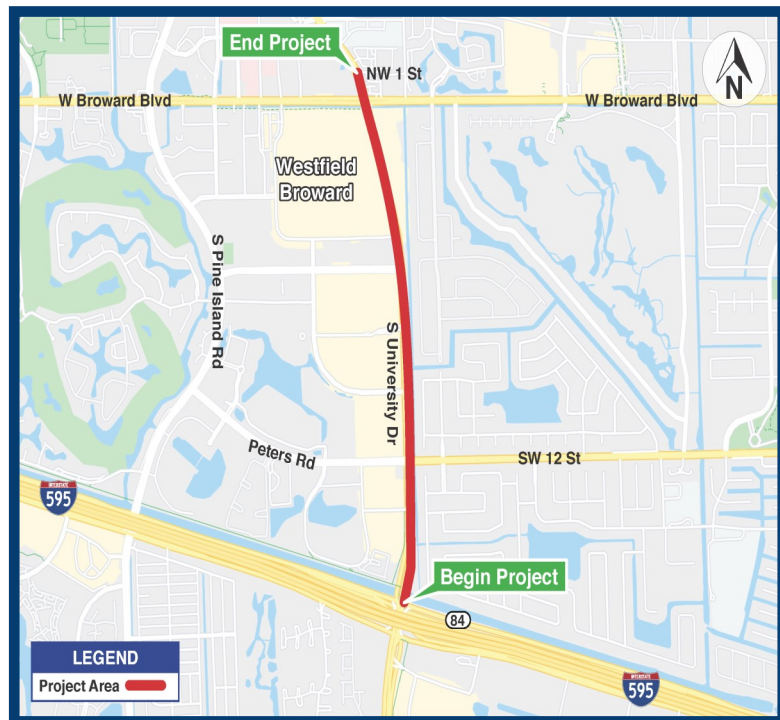 End Project
NW 1 St
W Broward Blvd
W Broward Blvd
N
Westfield
Broward
S Pine Island Rd
S University Dr
Peters Rd
SW 12 St
INTERSTATE
595
Begin Project
84
LEGEND
Project Area
INTERSTATE
595